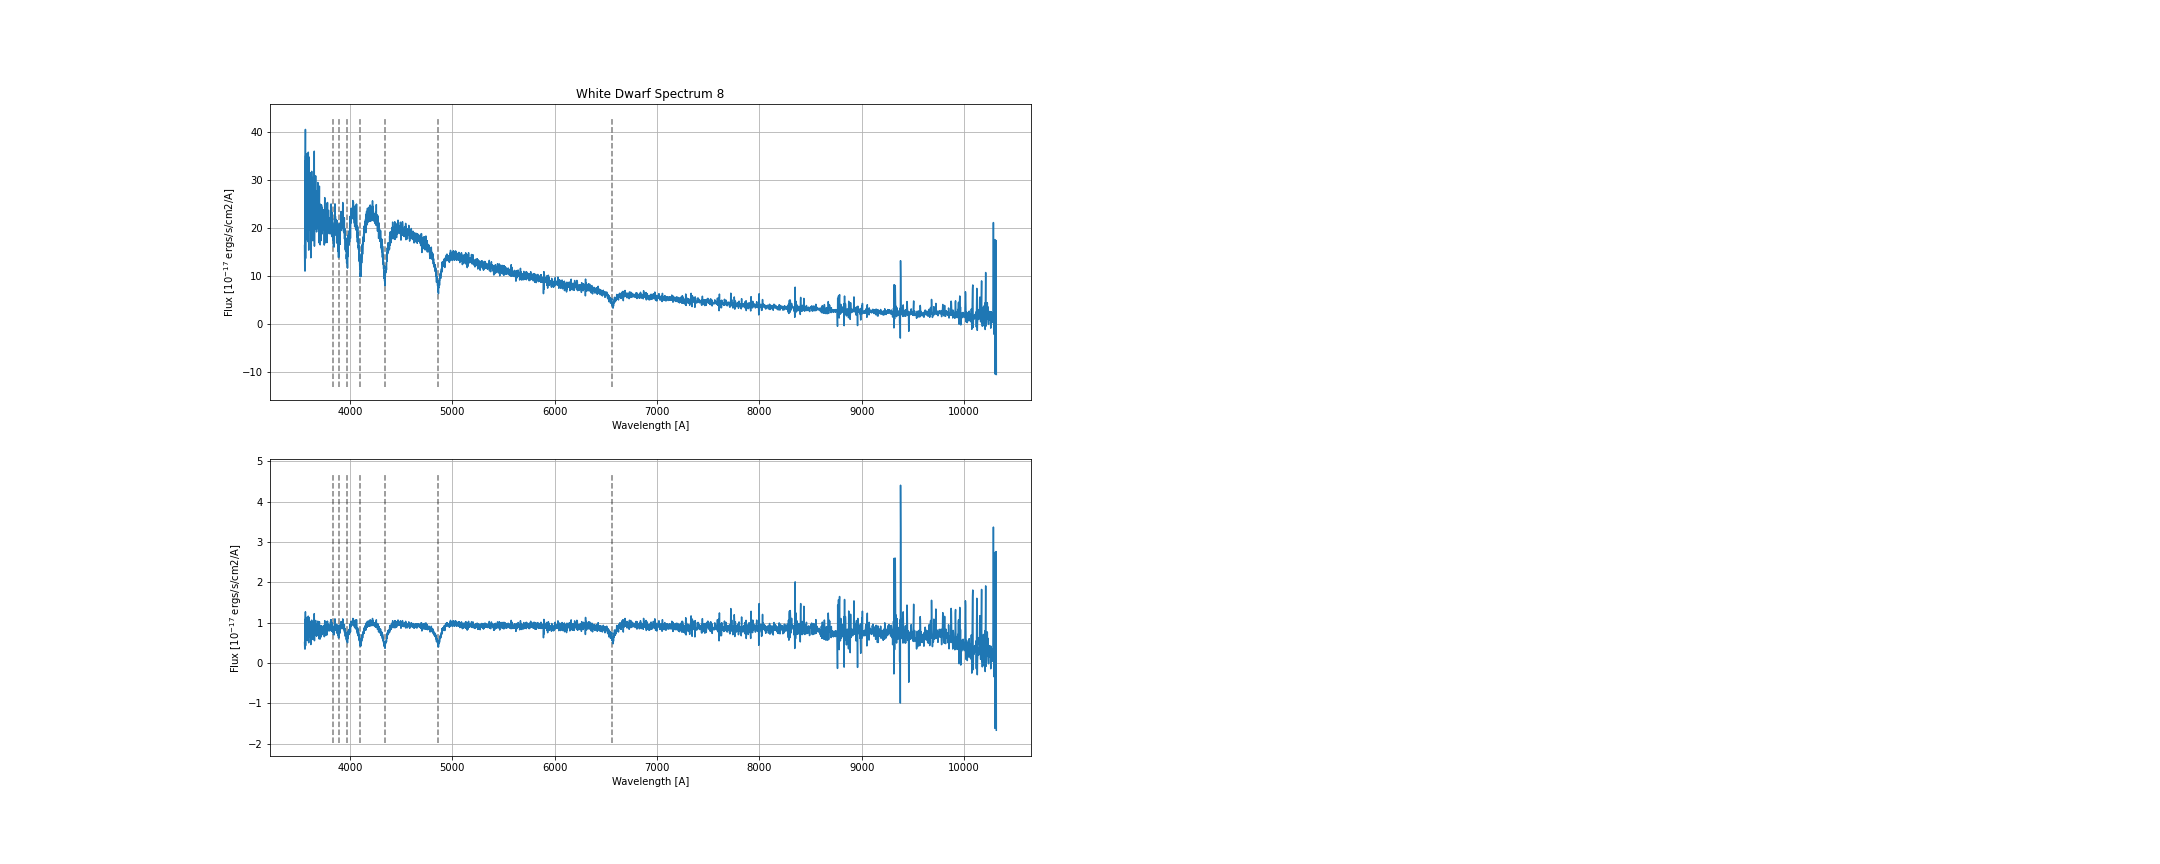 White Dwarf Spectrum 8
40
30
20
10
0
−10
Flux [10⁻¹⁷ ergs/s/cm2/A]
4000 5000 6000 7000 8000 9000 10000
Wavelength [A]
5
4
3
2
1
0
−1
−2
Flux [10⁻¹⁷ ergs/s/cm2/A]
4000 5000 6000 7000 8000 9000 10000
Wavelength [A]